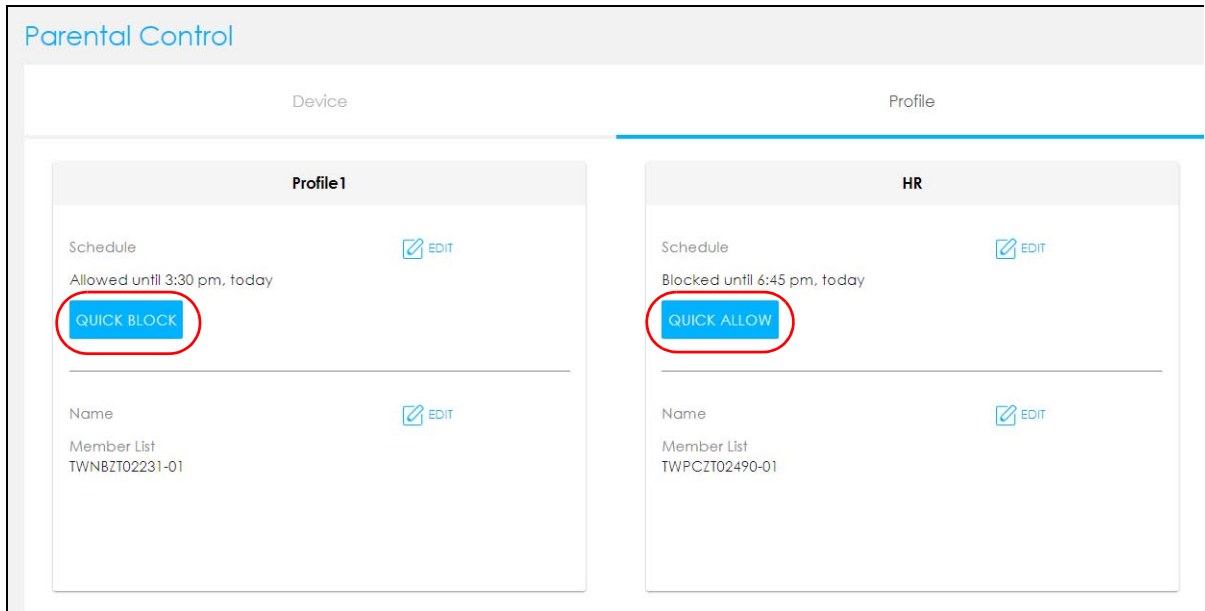 Parental Control
Device
Profile
Profile1
Schedule
EDIT
Allowed until 3:30 pm, today
QUICK BLOCK
Name
EDIT
Member List
TWNBZT02231-01
HR
Schedule
EDIT
Blocked until 6:45 pm, today
QUICK ALLOW
Name
EDIT
Member List
TWPCZT02490-01